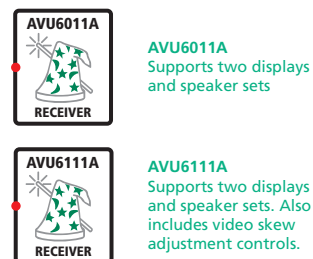 AVU6011A
RECEIVER
AVU6011A
Supports two displays
and speaker sets
AVU6111A
RECEIVER
AVU6111A
Supports two displays
and speaker sets. Also
includes video skew
adjustment controls.